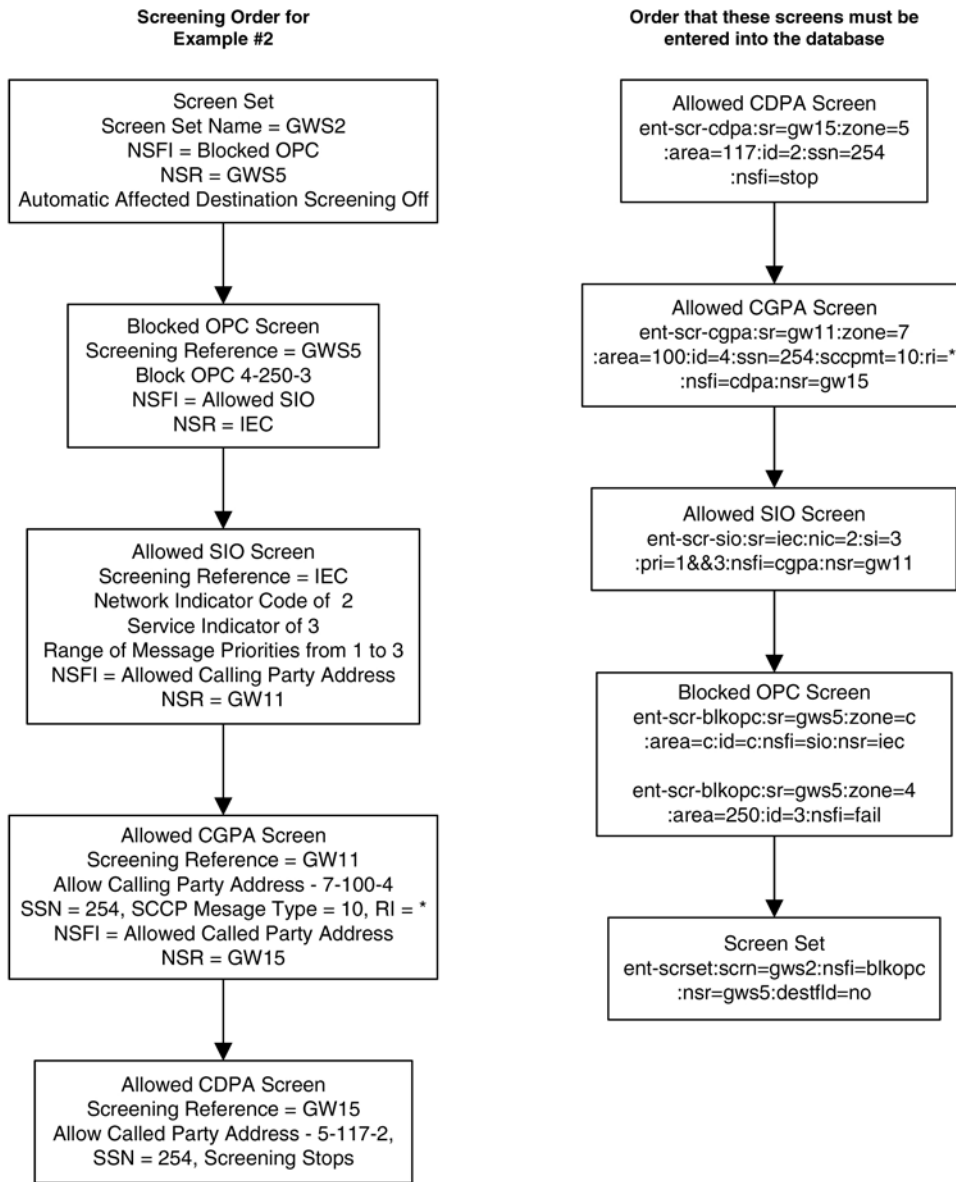 Screening Order for
Example #2
Screen Set
Screen Set Name = GWS2
NSFI = Blocked OPC
NSR = GWS5
Automatic Affected Destination Screening Off
Blocked OPC Screen
Screening Reference = GWS5
Block OPC 4-250-3
NSFI = Allowed SIO
NSR = IEC
Allowed SIO Screen
Screening Reference = IEC
Network Indicator Code of 2
Service Indicator of 3
Range of Message Priorities from 1 to 3
NSFI = Allowed Calling Party Address
NSR = GW11
Allowed CGPA Screen
Screening Reference = GW11
Allow Calling Party Address - 7-100-4
SSN = 254, SCCP Mesage Type = 10, RI = *
NSFI = Allowed Called Party Address
NSR = GW15
Allowed CDPA Screen
Screening Reference = GW15
Allow Called Party Address - 5-117-2,
SSN = 254, Screening Stops
Order that these screens must be
entered into the database
Allowed CDPA Screen
ent-scr-cdpa:sr=gw15:zone=5
:area=117:id=2:ssn=254
:nsfi=stop
Allowed CGPA Screen
ent-scr-cgpa:sr=gw11:zone=7
:area=100:id=4:ssn=254:sccpmt=10:ri=*
:nsfi=cdpa:nsr=gw15
Allowed SIO Screen
ent-scr-sio:sr=iec:nic=2:si=3
:pri=1&&3:nsfi=cgpa:nsr=gw11
Blocked OPC Screen
ent-scr-blkopc:sr=gws5:zone=c
:area=c:id=c:nsfi=sio:nsr=iec
ent-scr-blkopc:sr=gws5:zone=4
:area=250:id=3:nsfi=fail
Screen Set
ent-scrset:scrn=gws2:nsfi=blkopc
:nsr=gws5:destfld=no